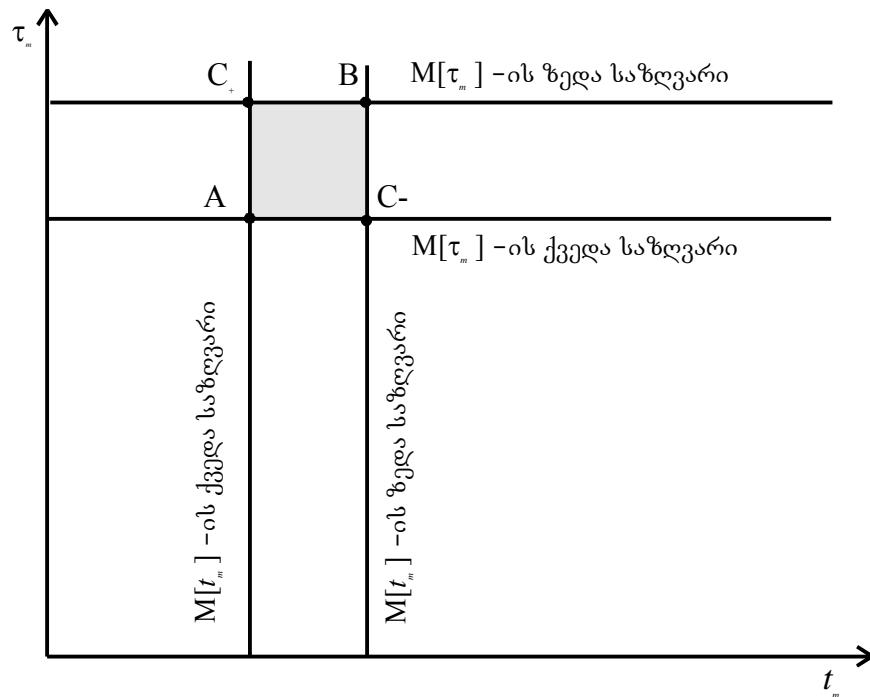 τₘ
C₊
B
M[τₘ] –ის ზედა საზღვარი
A
C-
M[τₘ] –ის ქვედა საზღვარი
M[tₘ] –ის ქვედა საზღვარი
M[tₘ] –ის ზედა საზღვარი
tₘ